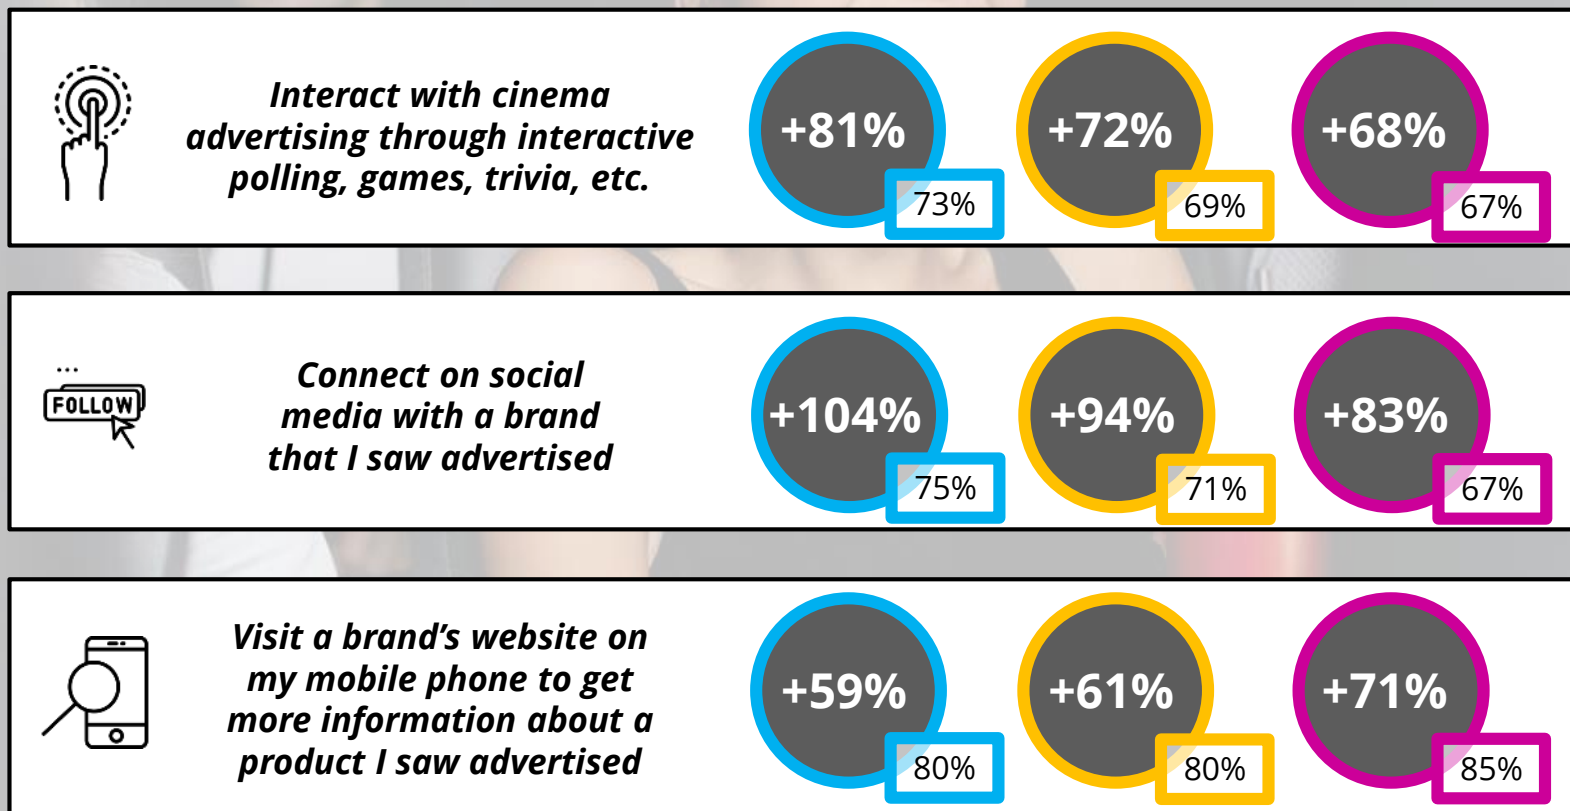 Interact with cinema
advertising through interactive
polling, games, trivia, etc.
+81%
73%
+72%
69%
+68%
67%
...
FOLLOW
Connect on social
media with a brand
that I saw advertised
+104%
75%
+94%
71%
+83%
67%
Visit a brand’s website on
my mobile phone to get
more information about a
product I saw advertised
+59%
80%
+61%
80%
+71%
85%